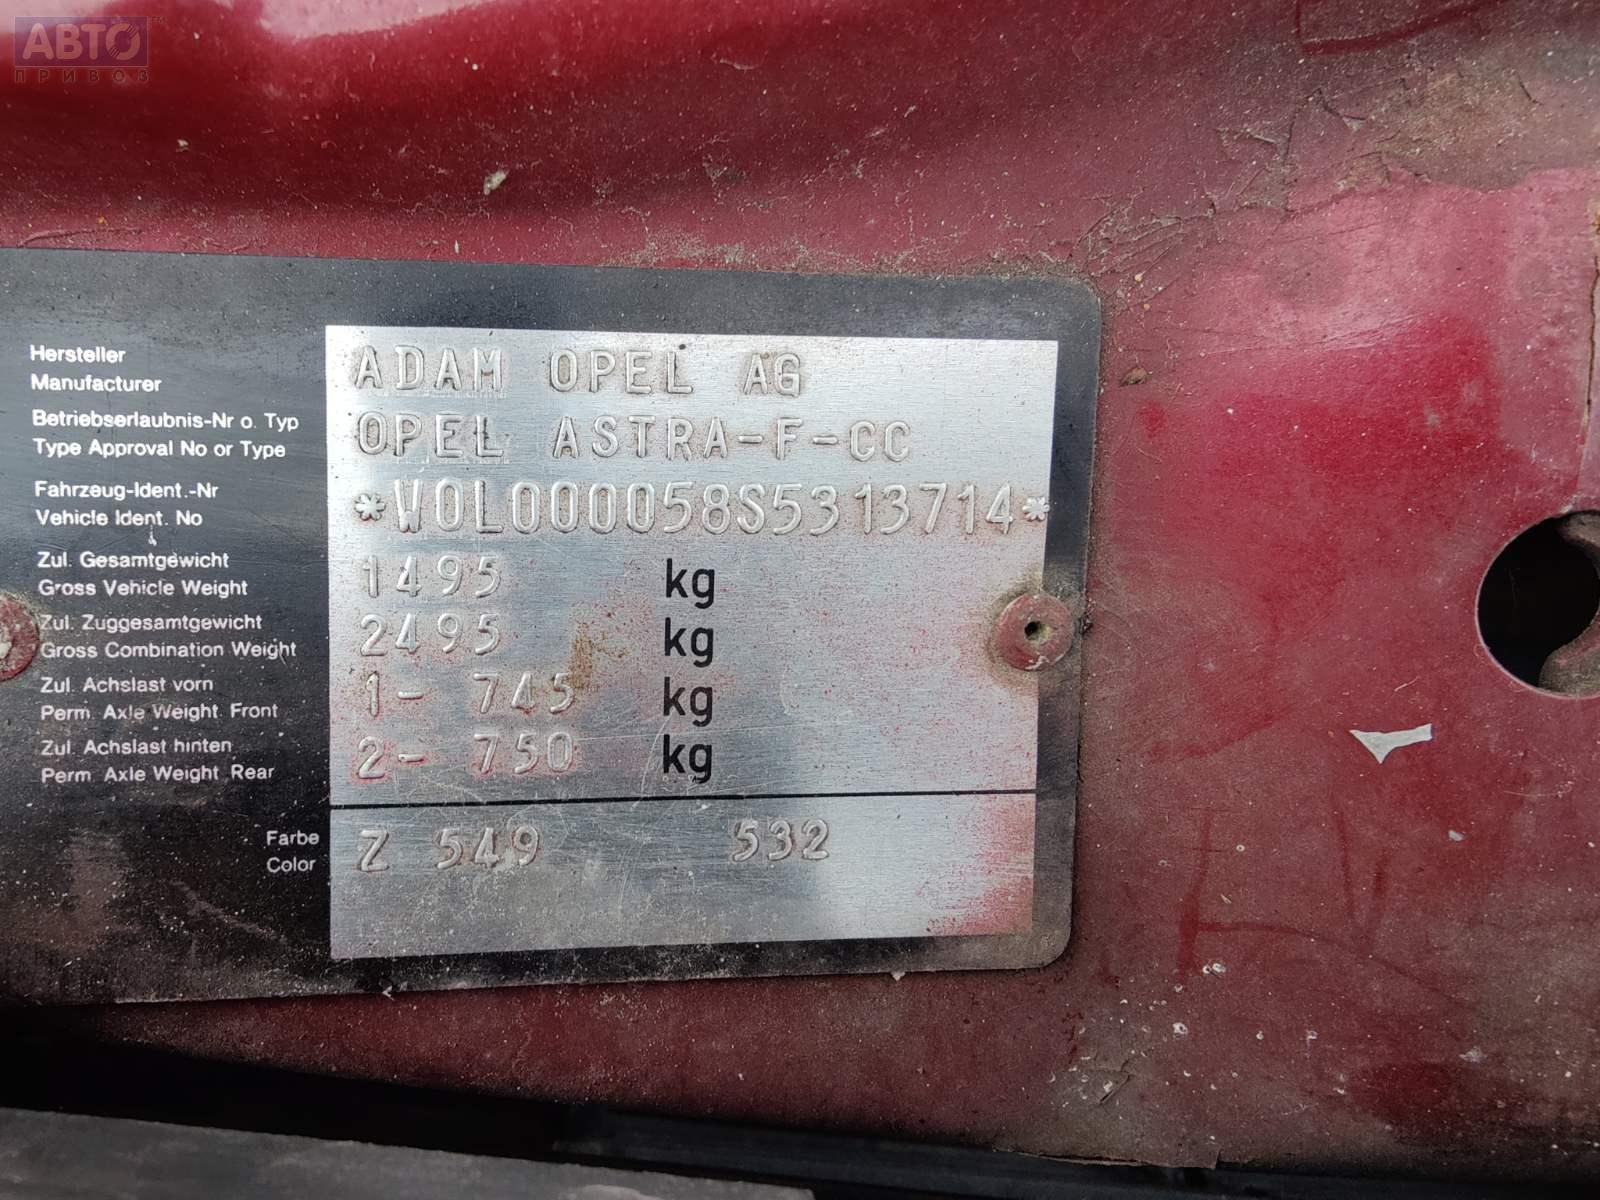 АВТО
ПРИВОЗ
Hersteller
Manufacturer
ADAM OPEL AG
Betriebserlaubnis-Nr o. Typ
Type Approval No or Type
OPEL ASTRA-F-CC
Fahrzeug-Ident.-Nr
Vehicle Ident. No
*W0L000058S5313714*
Zul. Gesamtgewicht
Gross Vehicle Weight
1495 kg
Zul. Zuggesamtgewicht
Gross Combination Weight
2495 kg
Zul. Achslast vorn
Perm. Axle Weight Front
1- 745 kg
Zul. Achslast hinten
Perm. Axle Weight Rear
2- 750 kg
Farbe
Color
Z 549 532